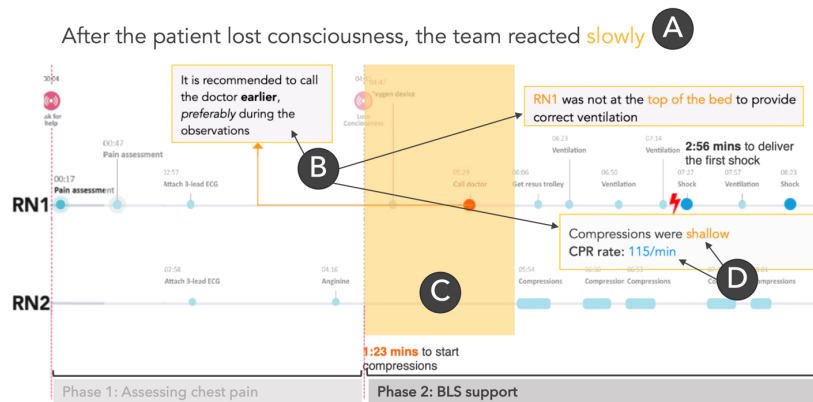 After the patient lost consciousness, the team reacted slowly
A
It is recommended to call
the doctor earlier,
preferably during the
observations
00:04
help
00:47
Pain assessment
00:17
Pain assessment
02:57
Attach 3-lead ECG
04:47
RN1 was not at the top of the bed to provide
correct ventilation
B
2:56 mins to deliver
the first shock
06:23
Ventilation
07:14
Ventilation
05:29
Call doctor
06:06
Get resus trolley
06:50
Ventilation
07:27
Shock
07:57
Ventilation
08:23
Shock
RN1
Compressions were shallow
CPR rate: 115/min
D
C
02:58
Attach 3-lead ECG
04:16
Anginine
05:54
Compressions
Compressions
RN2
1:23 mins to start
compressions
Phase 1: Assessing chest pain
Phase 2: BLS support